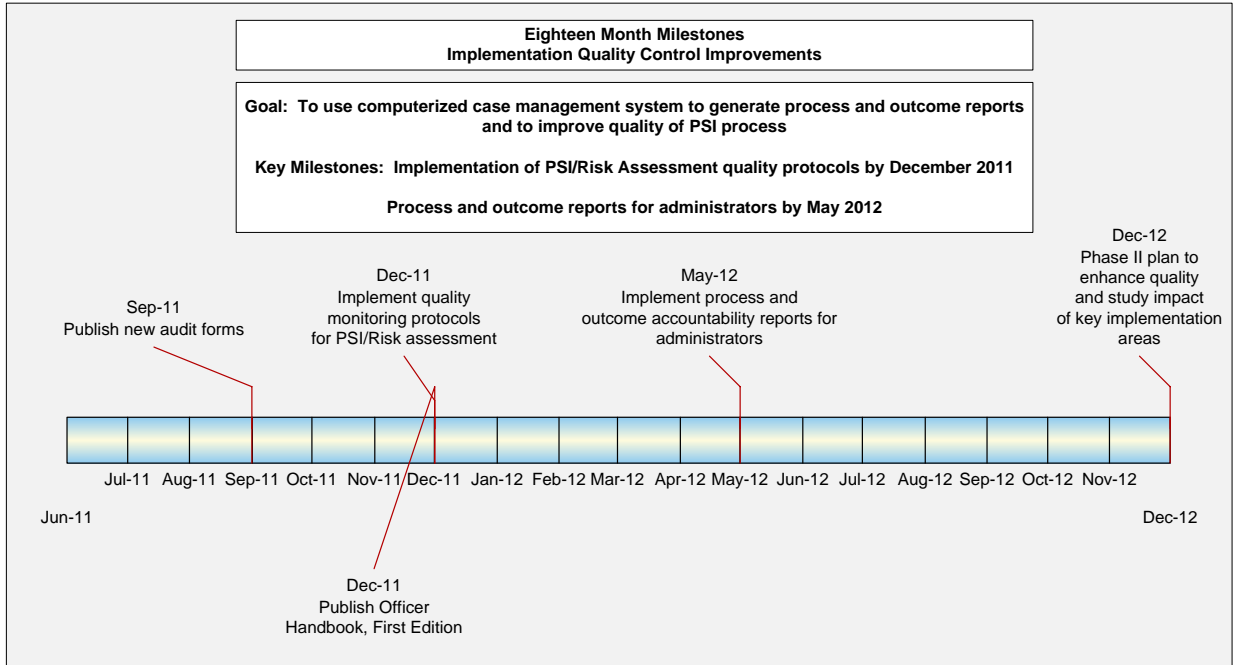 Eighteen Month Milestones
Implementation Quality Control Improvements
Goal:  To use computerized case management system to generate process and outcome reports
and to improve quality of PSI process
Key Milestones:  Implementation of PSI/Risk Assessment quality protocols by December 2011
Process and outcome reports for administrators by May 2012
Sep-11
Publish new audit forms
Dec-11
Implement quality
monitoring protocols
for PSI/Risk assessment
May-12
Implement process and
outcome accountability reports for
administrators
Dec-12
Phase II plan to
enhance quality
and study impact
of key implementation
areas
Jul-11 Aug-11 Sep-11 Oct-11 Nov-11 Dec-11 Jan-12 Feb-12 Mar-12 Apr-12 May-12 Jun-12 Jul-12 Aug-12 Sep-12 Oct-12 Nov-12
Jun-11 Dec-12
Dec-11
Publish Officer
Handbook, First Edition